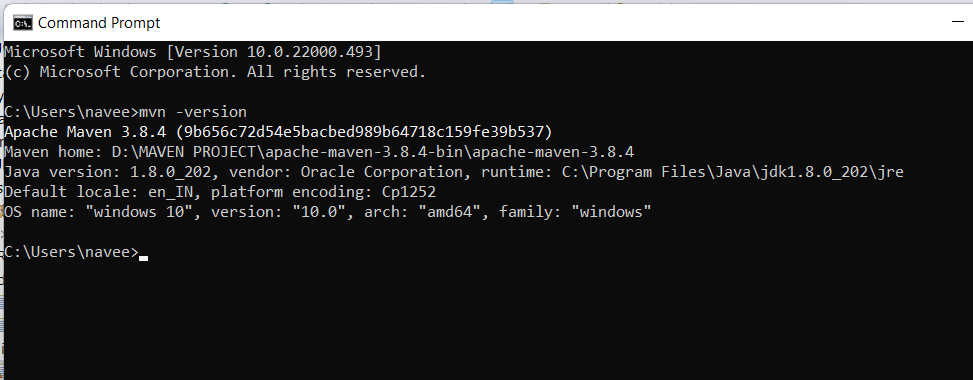 Command Prompt
Microsoft Windows [Version 10.0.22000.493]
(c) Microsoft Corporation. All rights reserved.
C:\Users\navee>mvn -version
Apache Maven 3.8.4 (9b656c72d54e5bacbed989b64718c159fe39b537)
Maven home: D:\MAVEN PROJECT\apache-maven-3.8.4-bin\apache-maven-3.8.4
Java version: 1.8.0_202, vendor: Oracle Corporation, runtime: C:\Program Files\Java\jdk1.8.0_202\jre
Default locale: en_IN, platform encoding: Cp1252
OS name: "windows 10", version: "10.0", arch: "amd64", family: "windows"
C:\Users\navee>